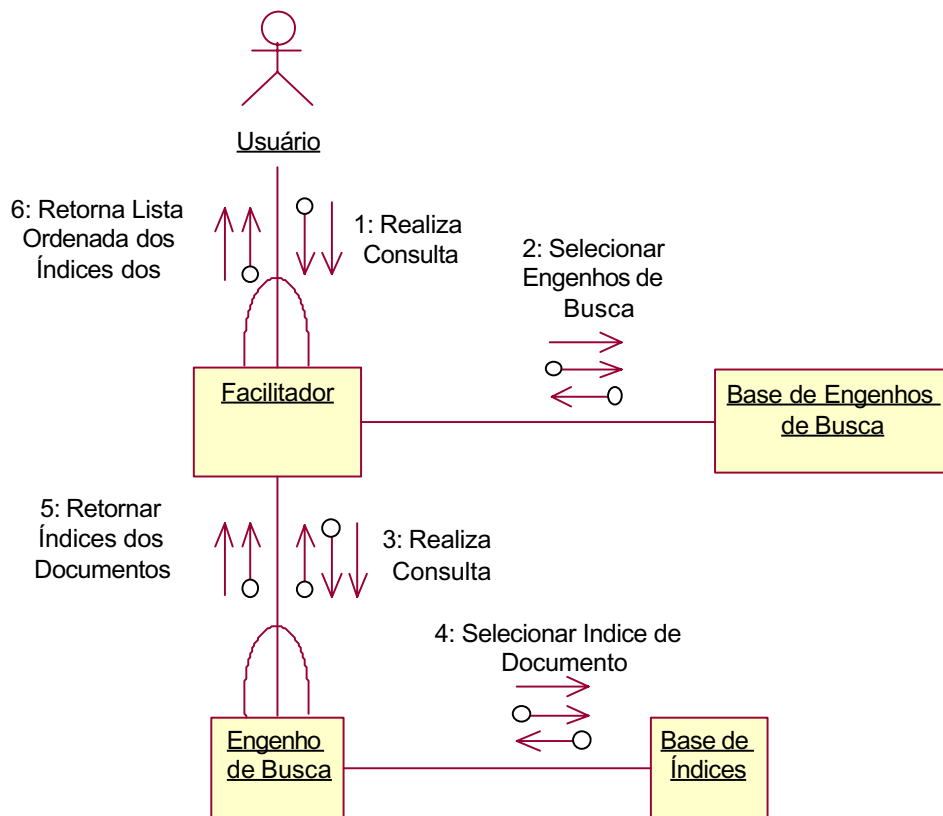 Usuário
6: Retorna Lista
Ordenada dos
Índices dos
1: Realiza
Consulta
2: Selecionar
Engenhos de
Busca
Facilitador
Base de Engenhos
de Busca
5: Retornar
Índices dos
Documentos
3: Realiza
Consulta
4: Selecionar Indice de
Documento
Engenho
de Busca
Base de
Índices